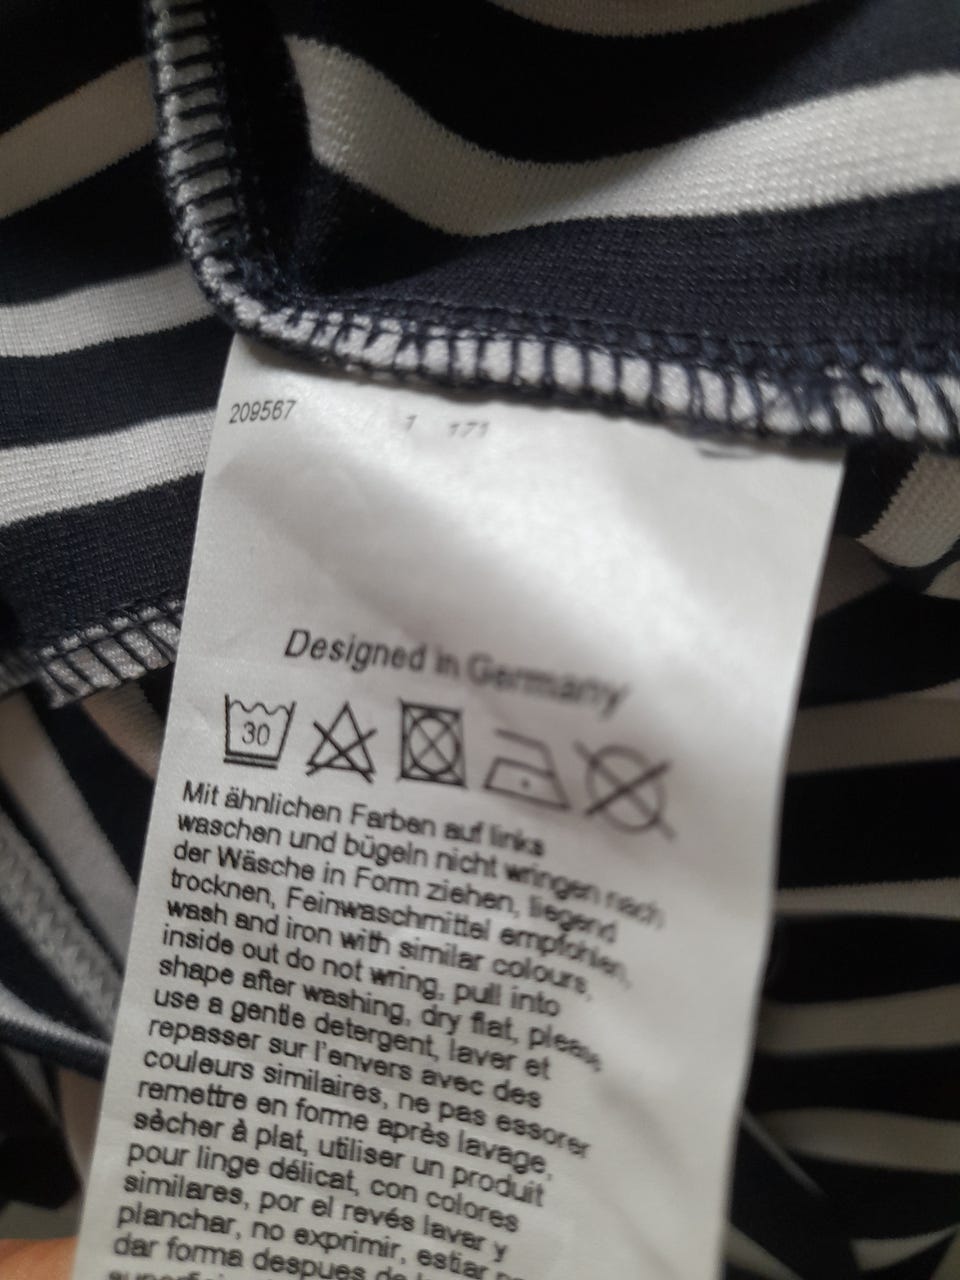 209567 1 171
Designed in Germany
30
Mit ähnlichen Farben auf links
waschen und bügeln nicht wringen nach
der Wäsche in Form ziehen, liegend
trocknen, Feinwaschmittel empfohlen,
wash and iron with similar colours,
inside out do not wring, pull into
shape after washing, dry flat, please
use a gentle detergent, laver et
repasser sur l'envers avec des
couleurs similaires, ne pas essorer
remettre en forme après lavage,
sècher à plat, utiliser un produit
pour linge délicat, con colores
similares, por el revés lavar y
planchar, no exprimir, estiar
dar forma despues de